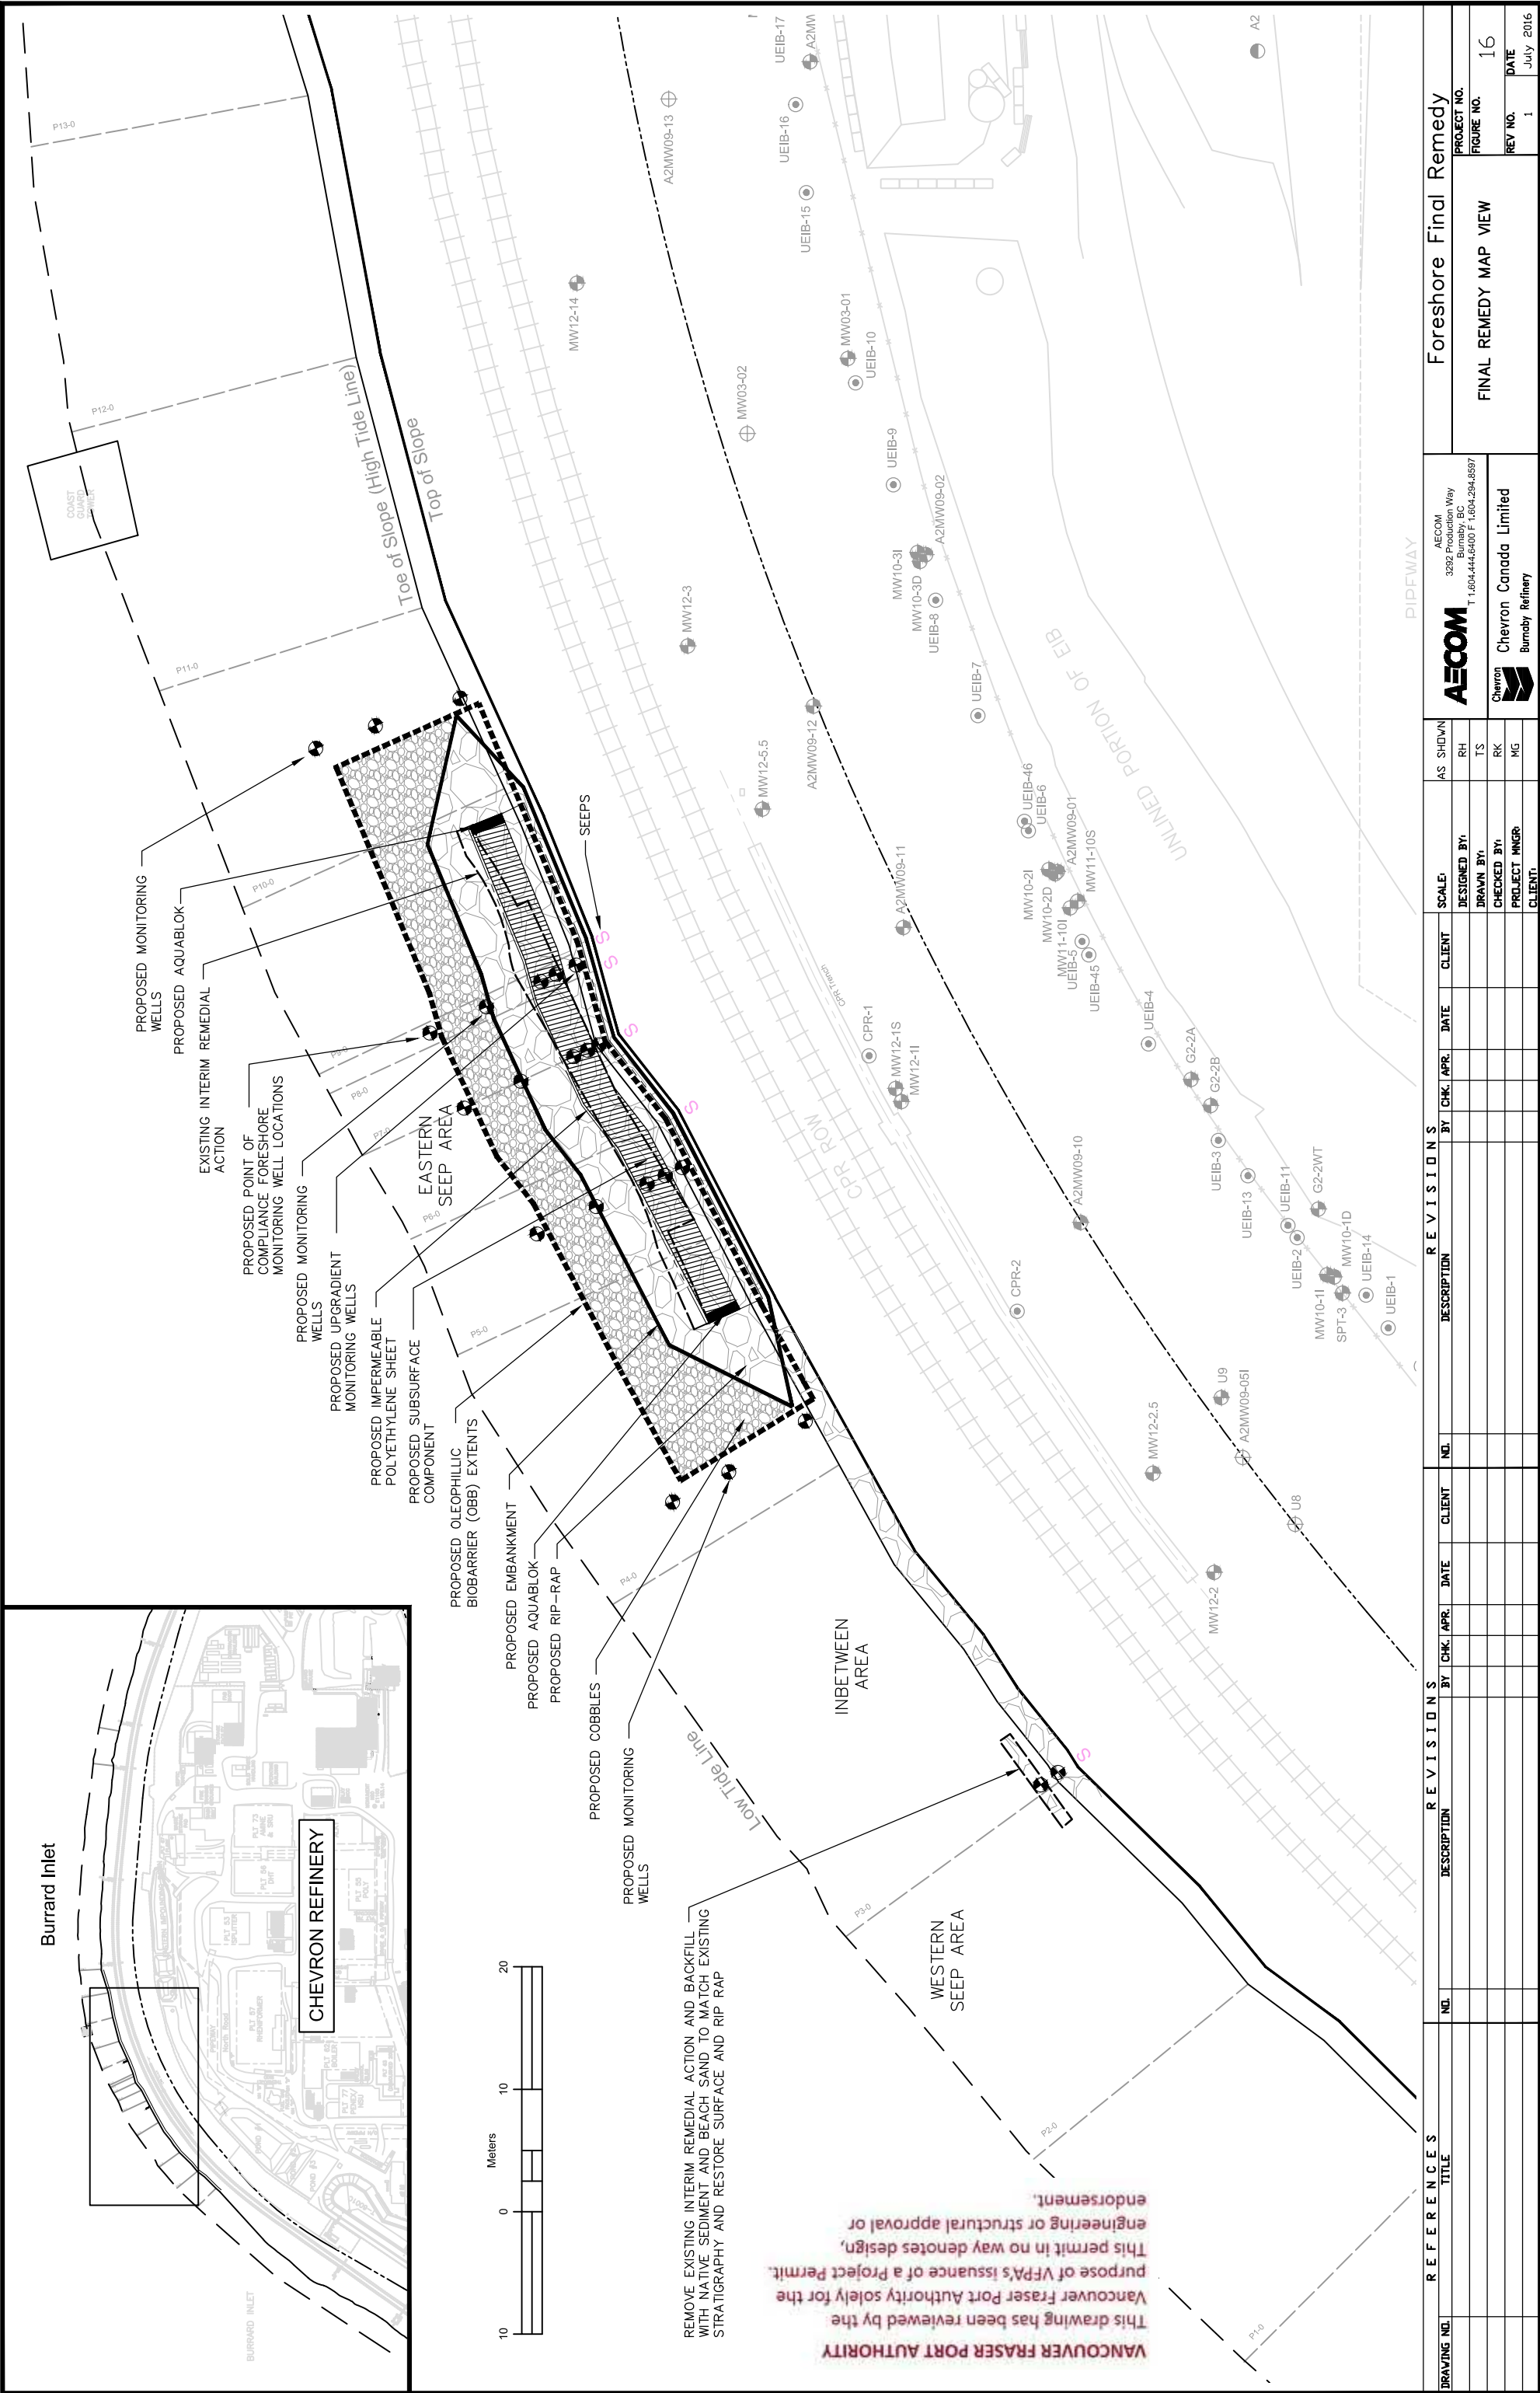 Burrard Inlet
BURRARD INLET
CHEVRON REFINERY
Meters
10
0
10
20
PROPOSED MONITORING
WELLS
PROPOSED AQUABLOK
EXISTING INTERIM REMEDIAL
ACTION
PROPOSED POINT OF
COMPLIANCE FORESHORE
MONITORING WELL LOCATIONS
PROPOSED MONITORING
WELLS
PROPOSED UPGRADIENT
MONITORING WELLS
PROPOSED IMPERMEABLE
POLYETHYLENE SHEET
PROPOSED SUBSURFACE
COMPONENT
PROPOSED OLEOPHILLIC
BIOBARRIER (OBB) EXTENTS
PROPOSED EMBANKMENT
PROPOSED AQUABLOK
PROPOSED RIP-RAP
PROPOSED COBBLES
PROPOSED MONITORING
WELLS
REMOVE EXISTING INTERIM REMEDIAL ACTION AND BACKFILL
WITH NATIVE SEDIMENT AND BEACH SAND TO MATCH EXISTING
STRATIGRAPHY AND RESTORE SURFACE AND RIP RAP
EASTERN
SEEP AREA
INBETWEEN
AREA
WESTERN
SEEP AREA
SEEPS
S
S
S
S
S
Low Tide Line
Toe of Slope (High Tide Line)
Top of Slope
COAST
GUARD
TOWER
P1-0
P2-0
P3-0
P4-0
P5-0
P6-0
P7-0
P8-0
P9-0
P10-0
P11-0
P12-0
P13-0
CPR ROW
CPR Trench
UNLINED PORTION OF EIB
PIPEWAY
UEIB-17
A2MW
UEIB-16
UEIB-15
A2MW09-13
MW12-14
MW03-01
UEIB-10
MW03-02
UEIB-9
A2MW09-02
MW10-3I
MW10-3D
UEIB-8
MW12-3
UEIB-7
A2MW09-12
MW12-5.5
UEIB-46
UEIB-6
A2MW09-01
MW10-2I
MW10-2D
MW11-10S
MW11-10I
UEIB-5
UEIB-45
A2MW09-11
UEIB-4
CPR-1
MW12-1S
MW12-1I
G2-2A
G2-2B
UEIB-3
UEIB-13
A2MW09-10
UEIB-11
UEIB-2
G2-2WT
MW10-1D
MW10-1I
SPT-3
UEIB-14
UEIB-1
CPR-2
U9
A2MW09-05I
MW12-2.5
U8
MW12-2
A2
VANCOUVER FRASER PORT AUTHORITY
This drawing has been reviewed by the
Vancouver Fraser Port Authority solely for the
purpose of VFPA's issuance of a Project Permit.
This permit in no way denotes design,
engineering or structural approval or
endorsement.
REFERENCES
DRAWING NO. TITLE
REVISIONS
NO. DESCRIPTION BY CHK. APR. DATE CLIENT
REVISIONS
NO. DESCRIPTION BY CHK. APR. DATE CLIENT
SCALE: AS SHOWN
DESIGNED BY: RH
DRAWN BY: TS
CHECKED BY: RK
PROJECT MNGR: MG
CLIENT:
AECOM
AECOM
3292 Production Way
Burnaby, BC
T 1.604.444.6400 F 1.604.294.8597
Chevron
Chevron Canada Limited
Burnaby Refinery
Foreshore Final Remedy
FINAL REMEDY MAP VIEW
PROJECT NO.
FIGURE NO. 16
REV NO. 1
DATE July 2016